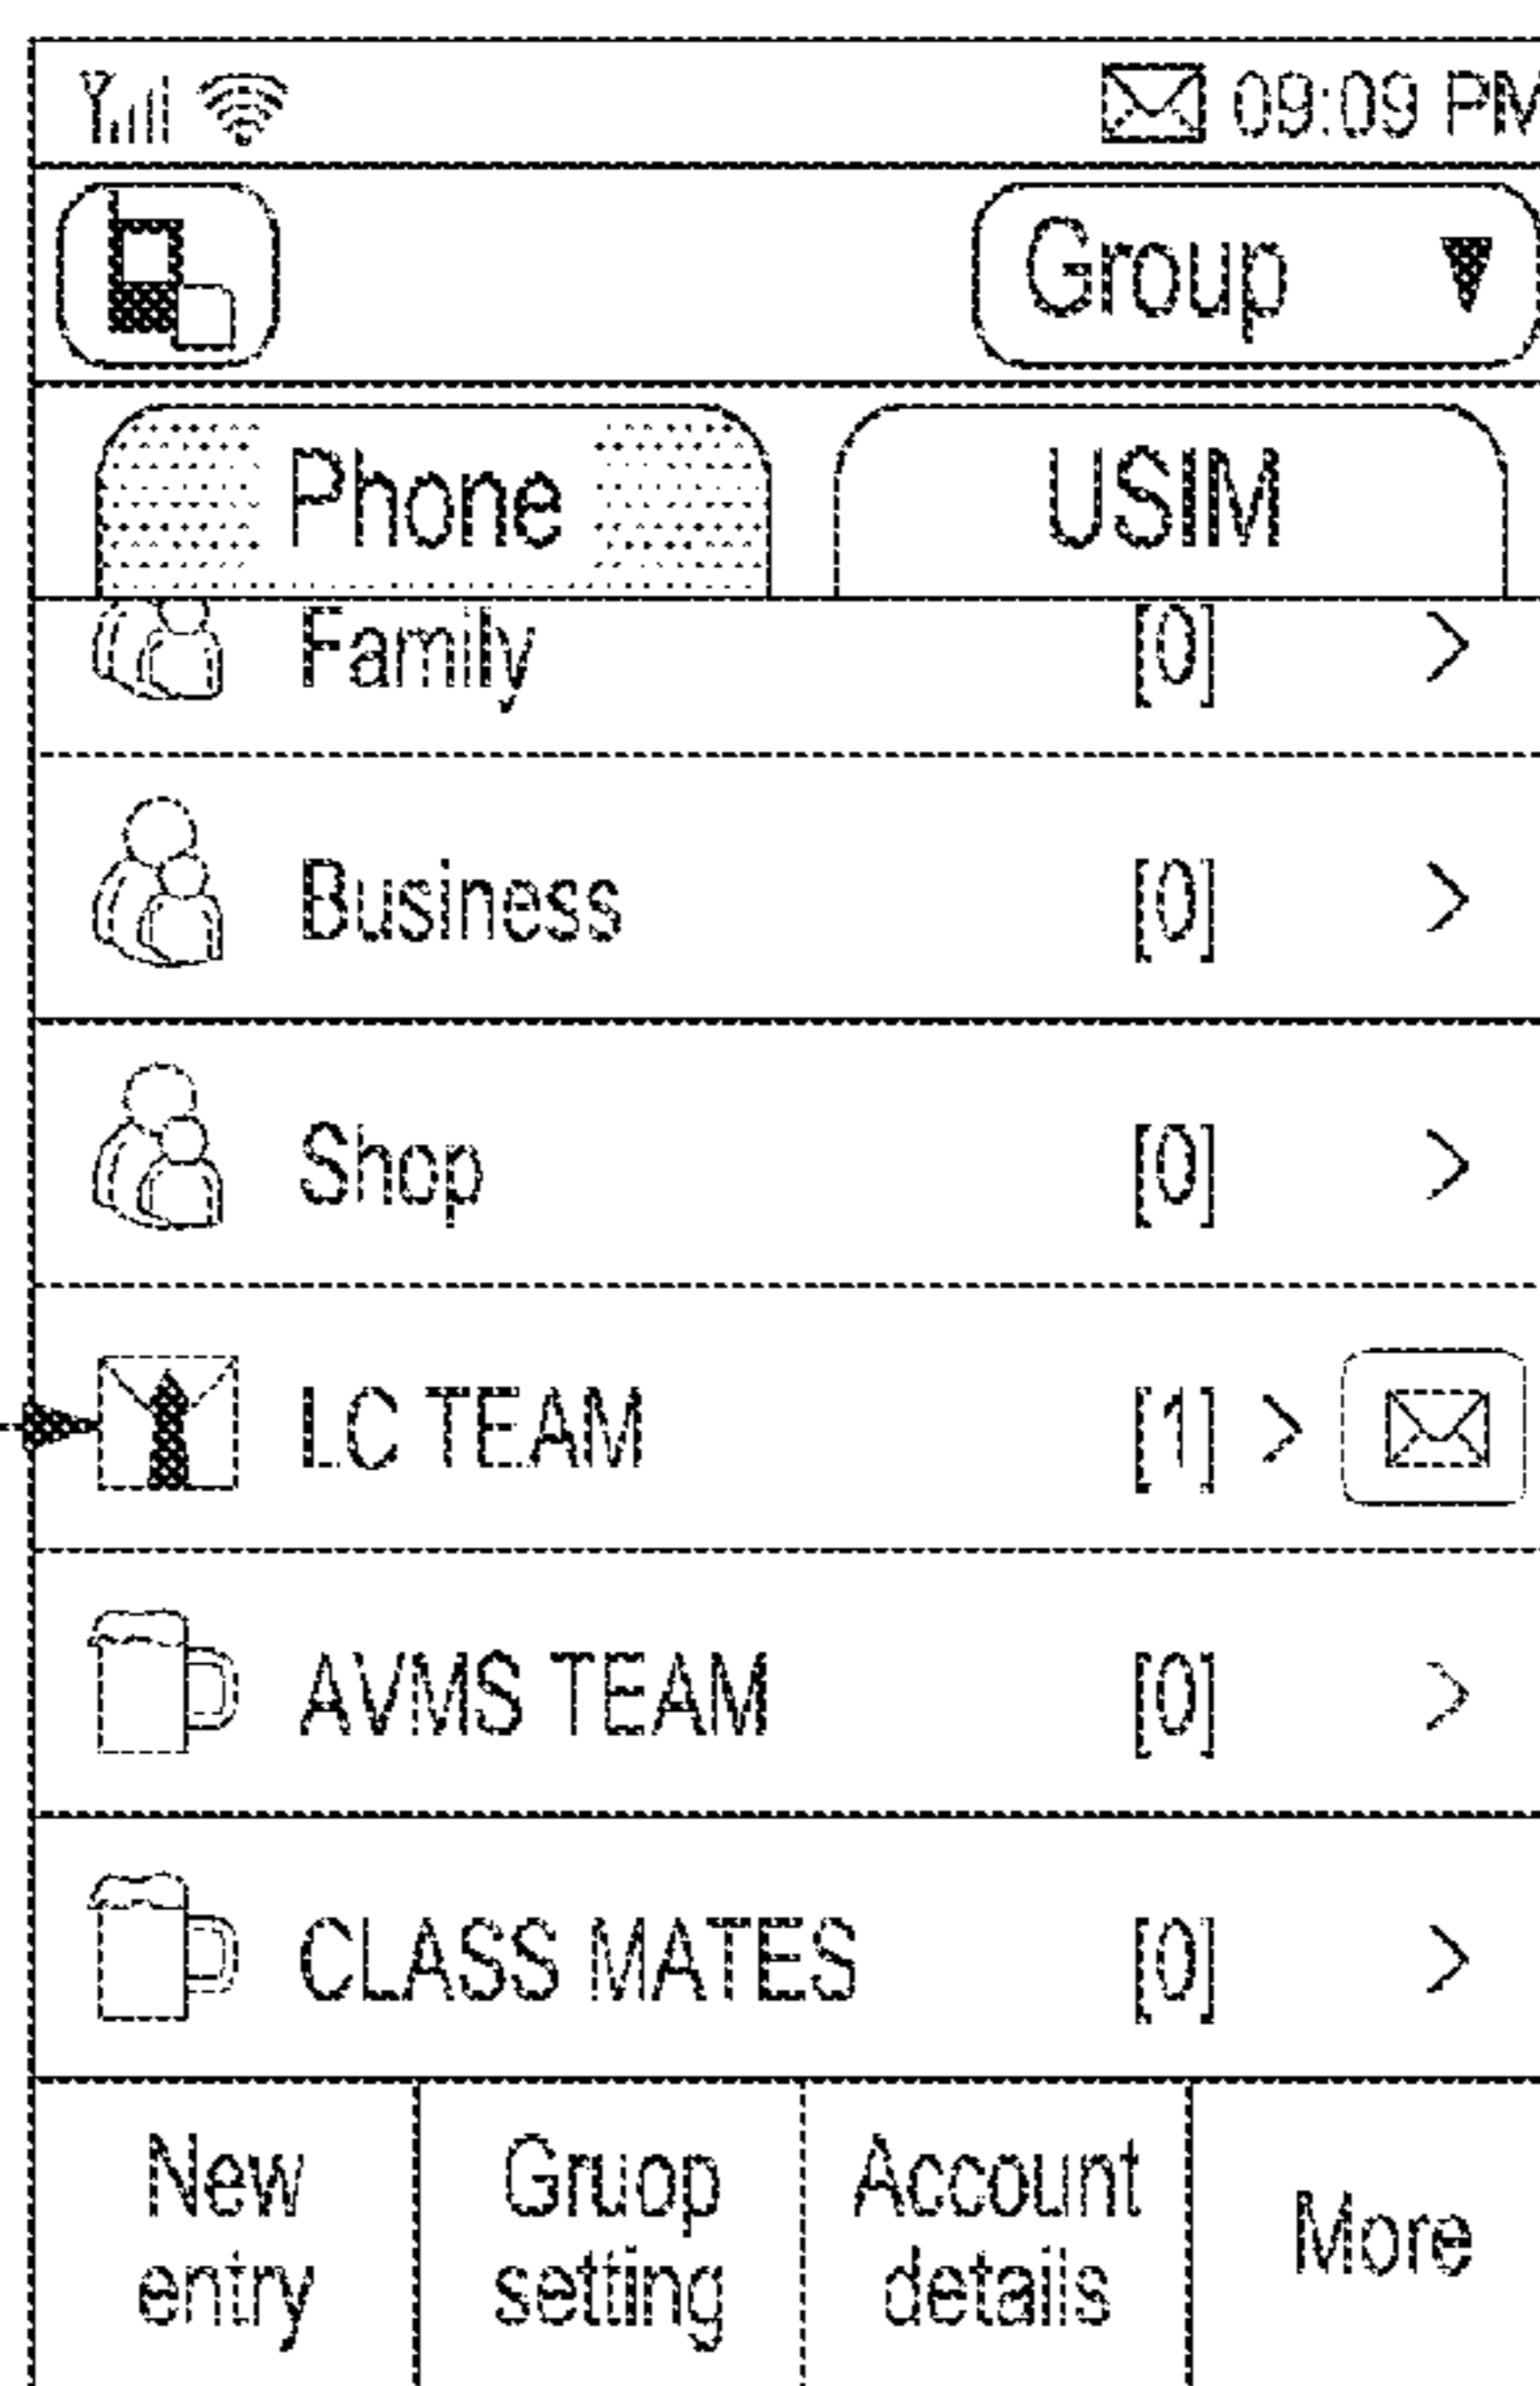 09:09 PM
Group
Phone USIM
Family [0] >
Business [0] >
Shop [0] >
LC TEAM [1] >
AVMS TEAM [0] >
CLASS MATES [0] >
New entry
Gruop setting
Account details
More